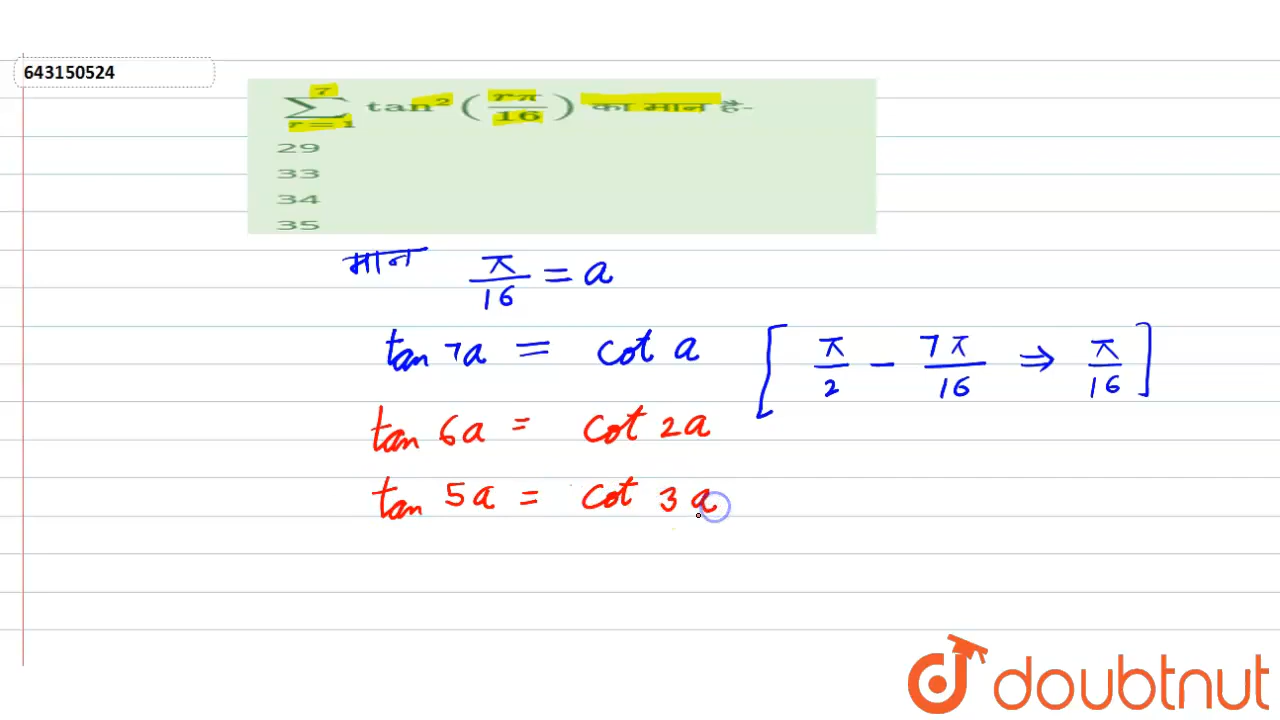 643150524
\sum_{r=1}^{7} tan² (rπ/16) का मान है-
29
33
34
35
मान π/16 = a
tan 7a = cot a [π/2 - 7π/16 ⇒ π/16]
tan 6a = cot 2a
tan 5a = cot 3a
doubtnut